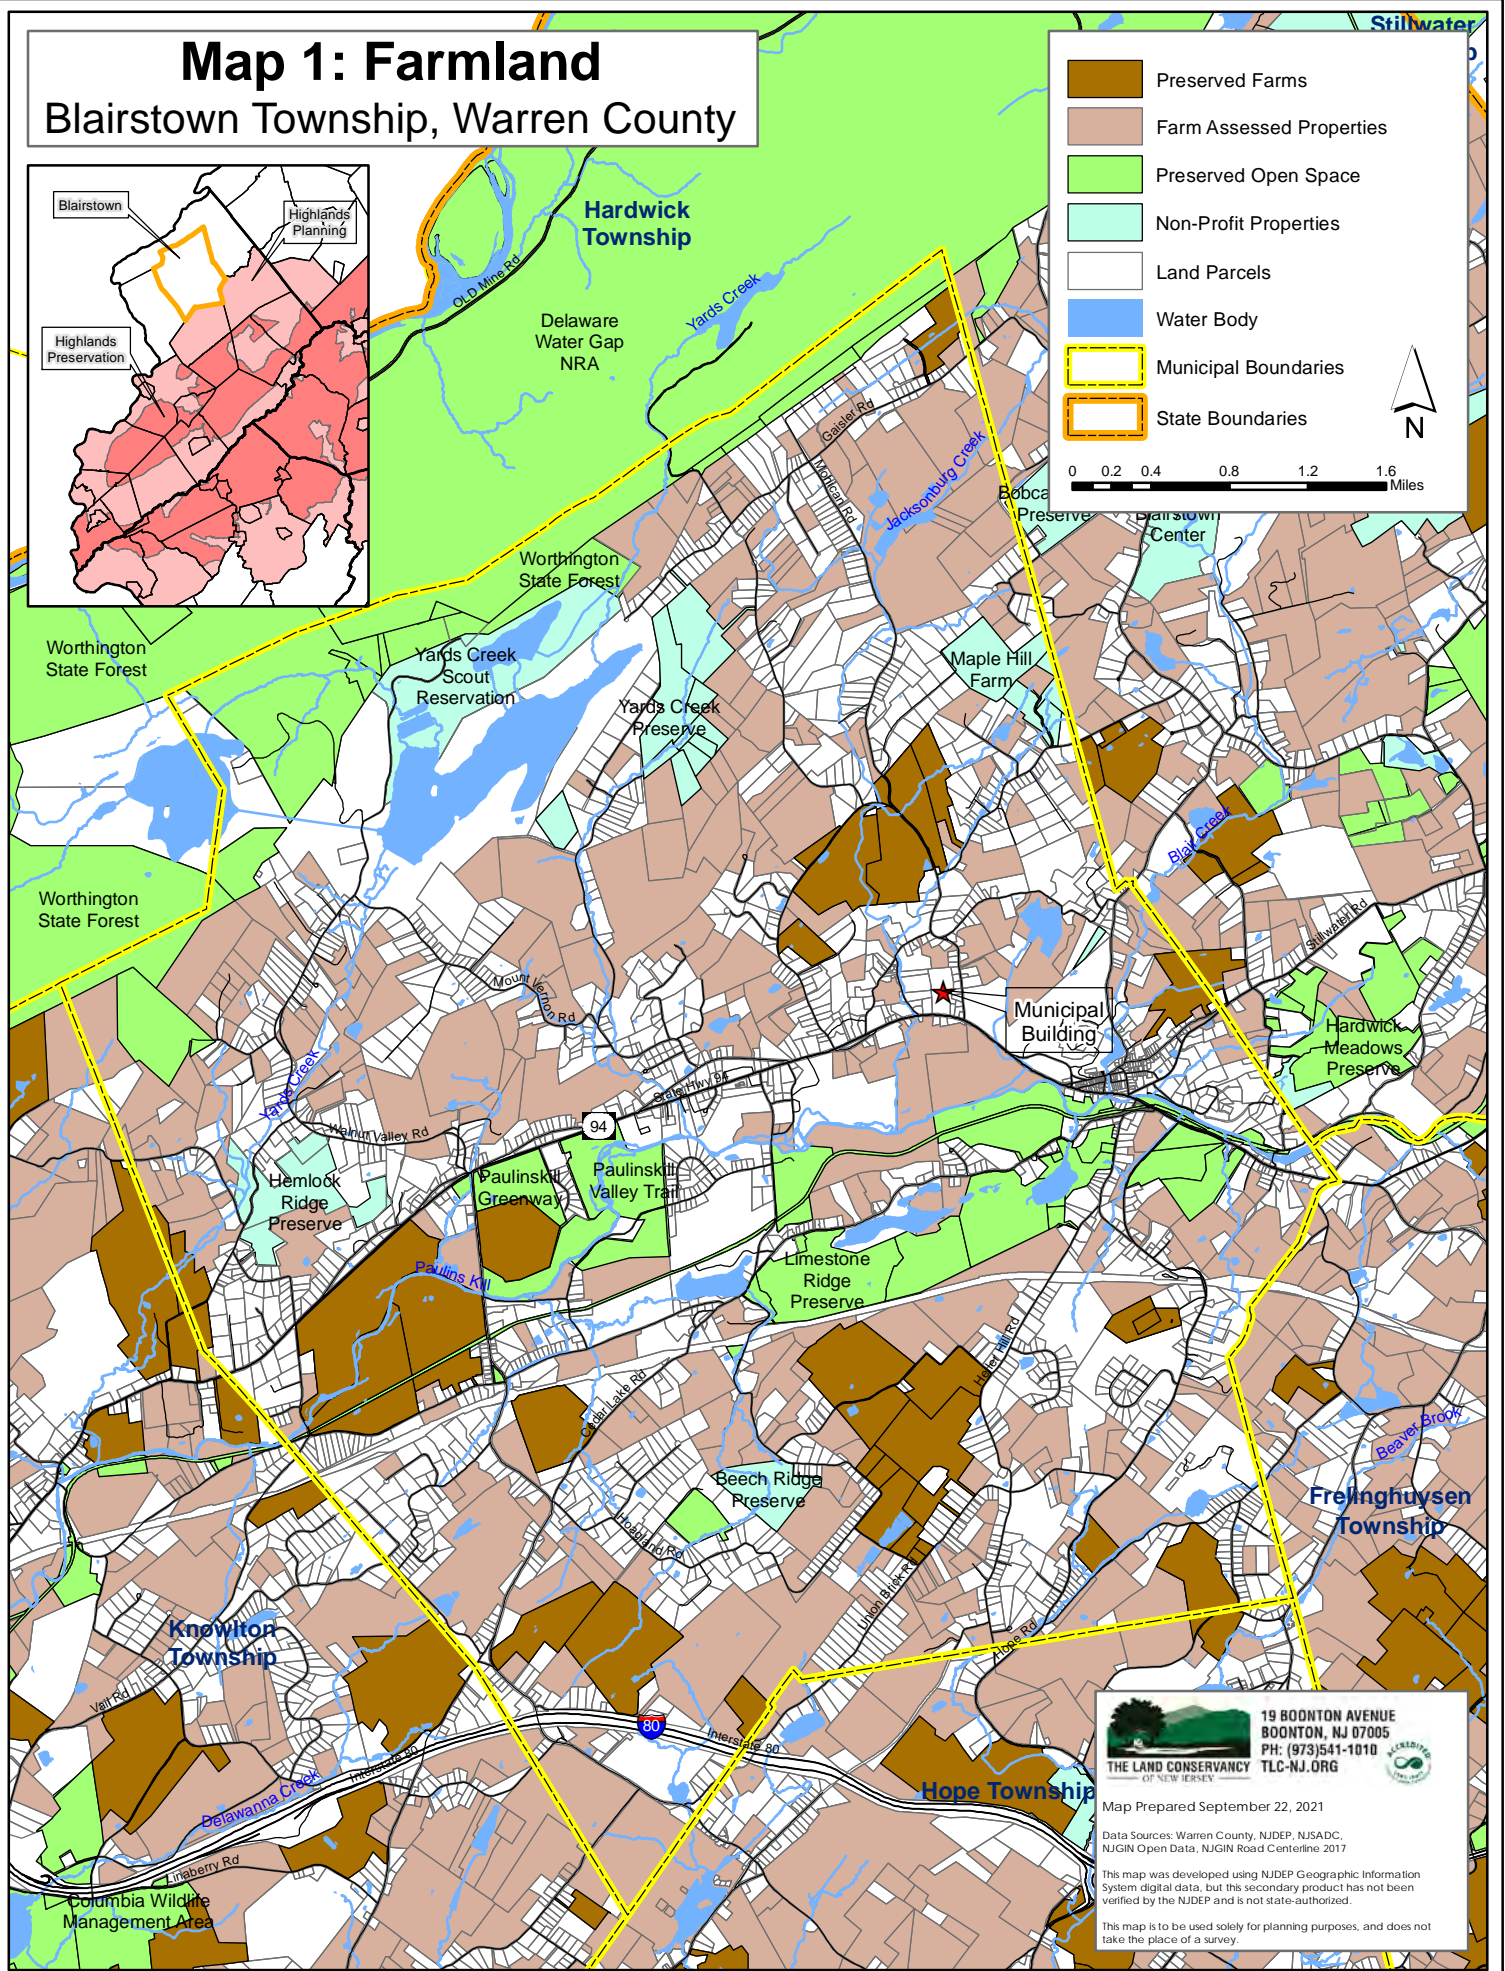 Map 1: Farmland
Blairstown Township, Warren County
Stillwater
Preserved Farms
Farm Assessed Properties
Preserved Open Space
Non-Profit Properties
Land Parcels
Water Body
Municipal Boundaries
State Boundaries
N
0 0.2 0.4 0.8 1.2 1.6
Miles
Blairstown
Highlands
Planning
Highlands
Preservation
Hardwick
Township
OLD Mine Rd
Yards Creek
Delaware
Water Gap
NRA
Gaisler Rd
Mohican Rd
Jacksonburg Creek
Preserve
Blairstown
Center
Worthington
State Forest
Worthington
State Forest
Yards Creek
Scout
Reservation
Yards Creek
Preserve
Maple Hill
Farm
Blair Creek
Worthington
State Forest
Stillwater Rd
Mount Vernon Rd
Municipal
Building
Hardwick
Meadows
Preserve
Yards Creek
State Hwy 94
94
Walnut Valley Rd
Hemlock
Ridge
Preserve
Paulinskill
Greenway
Paulinskill
Valley Trail
Paulins Kill
Limestone
Ridge
Preserve
Heller Hill Rd
Cedar Lake Rd
Beaver Brook
Beech Ridge
Preserve
Hoagland Rd
Frelinghuysen
Township
Union Brick Rd
Knowlton
Township
Hope Rd
Vail Rd
80
Interstate 80
Interstate 80
Delawanna Creek
Hope Township
Linaberry Rd
Columbia Wildlife
Management Area
THE LAND CONSERVANCY
OF NEW JERSEY
19 BOONTON AVENUE
BOONTON, NJ 07005
PH: (973)541-1010
TLC-NJ.ORG
ACCREDITED
Map Prepared September 22, 2021
Data Sources: Warren County, NJDEP, NJSADC,
NJGIN Open Data, NJGIN Road Centerline 2017
This map was developed using NJDEP Geographic Information
System digital data, but this secondary product has not been
verified by the NJDEP and is not state-authorized.
This map is to be used solely for planning purposes, and does not
take the place of a survey.